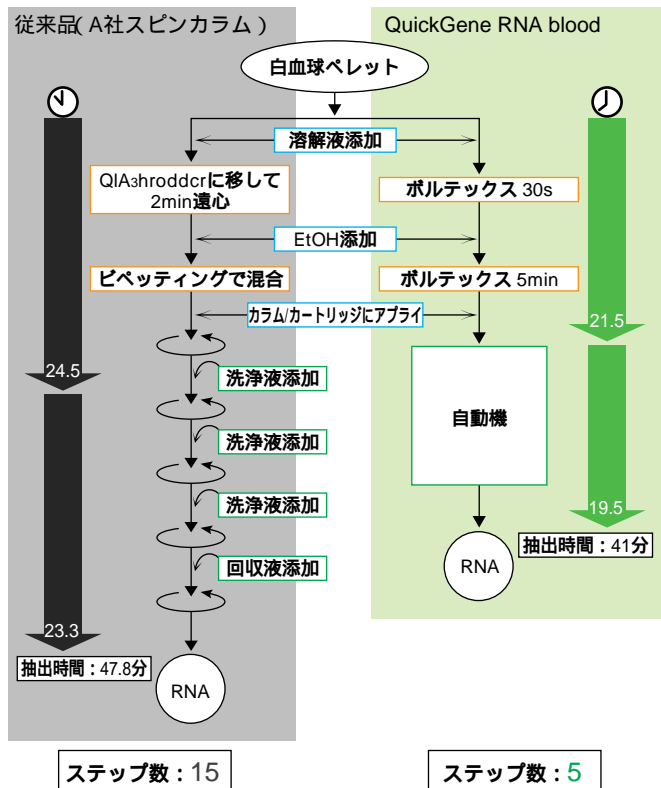 従来品(A社スピンカラム)
QuickGene RNA blood
白血球ペレット
溶解液添加
QIA3hroddcrに移して
2min遠心
ボルテックス 30s
EtOH添加
ピペッティングで混合
ボルテックス 5min
カラム/カートリッジにアプライ
21.5
24.5
洗浄液添加
自動機
洗浄液添加
洗浄液添加
19.5
抽出時間:41分
回収液添加
RNA
23.3
抽出時間:47.8分
RNA
ステップ数:15
ステップ数:5